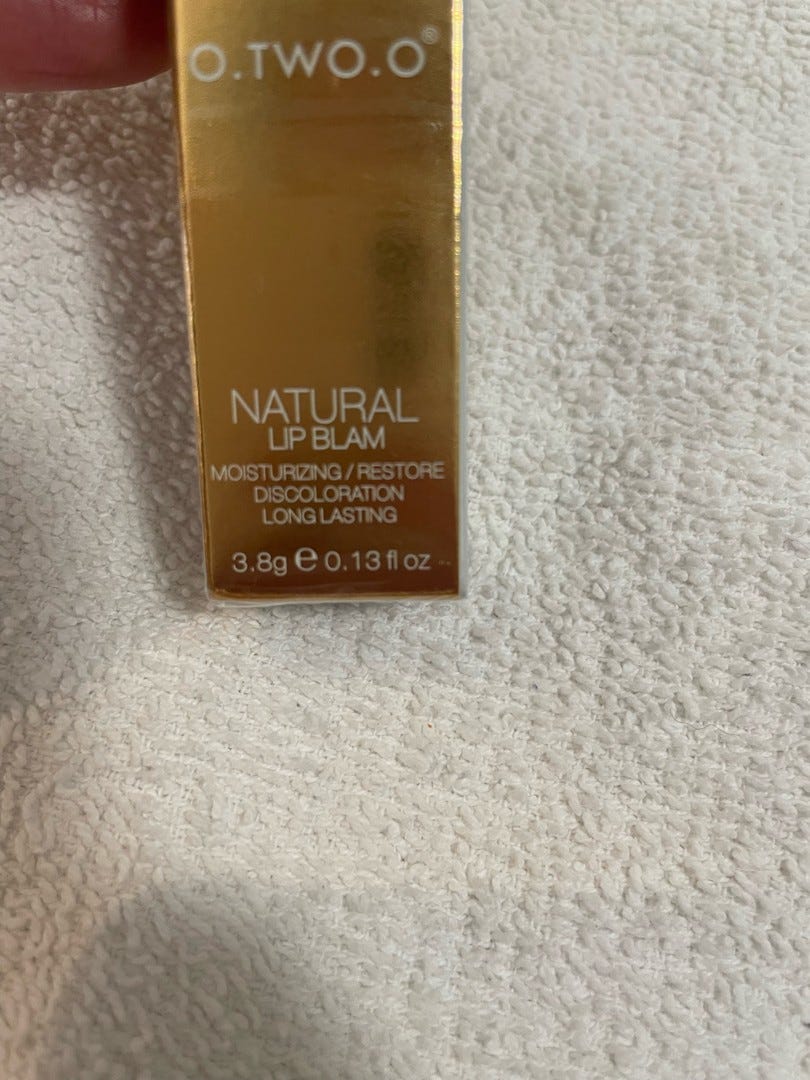 O.TWO.O®
NATURAL
LIP BLAM
MOISTURIZING / RESTORE
DISCOLORATION
LONG LASTING
3.8g e 0.13 fl oz